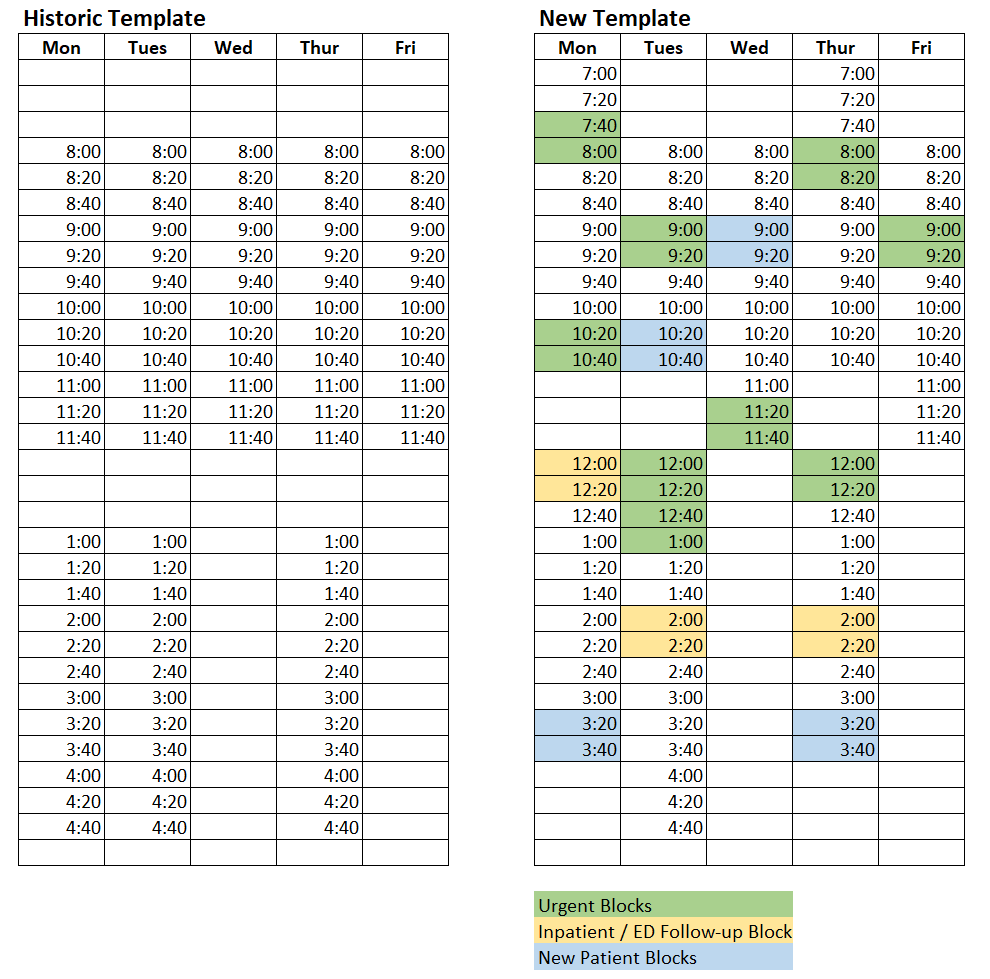 Historic Template New Template
Mon Tues Wed Thur Fri Mon Tues Wed Thur Fri
7:00 7:00
7:20 7:20
7:40 7:40
8:00 8:00 8:00 8:00 8:00 8:00 8:00 8:00 8:00 8:00
8:20 8:20 8:20 8:20 8:20 8:20 8:20 8:20 8:20 8:20
8:40 8:40 8:40 8:40 8:40 8:40 8:40 8:40 8:40 8:40
9:00 9:00 9:00 9:00 9:00 9:00 9:00 9:00 9:00 9:00
9:20 9:20 9:20 9:20 9:20 9:20 9:20 9:20 9:20 9:20
9:40 9:40 9:40 9:40 9:40 9:40 9:40 9:40 9:40 9:40
10:00 10:00 10:00 10:00 10:00 10:00 10:00 10:00 10:00 10:00
10:20 10:20 10:20 10:20 10:20 10:20 10:20 10:20 10:20 10:20
10:40 10:40 10:40 10:40 10:40 10:40 10:40 10:40 10:40 10:40
11:00 11:00 11:00 11:00 11:00 11:00 11:00
11:20 11:20 11:20 11:20 11:20 11:20 11:20
11:40 11:40 11:40 11:40 11:40 11:40 11:40
12:00 12:00 12:00
12:20 12:20 12:20
12:40 12:40 12:40
1:00 1:00 1:00 1:00 1:00 1:00
1:20 1:20 1:20 1:20 1:20 1:20
1:40 1:40 1:40 1:40 1:40 1:40
2:00 2:00 2:00 2:00 2:00 2:00
2:20 2:20 2:20 2:20 2:20 2:20
2:40 2:40 2:40 2:40 2:40 2:40
3:00 3:00 3:00 3:00 3:00 3:00
3:20 3:20 3:20 3:20 3:20 3:20
3:40 3:40 3:40 3:40 3:40 3:40
4:00 4:00 4:00 4:00
4:20 4:20 4:20 4:20
4:40 4:40 4:40 4:40
Urgent Blocks
Inpatient / ED Follow-up Block
New Patient Blocks